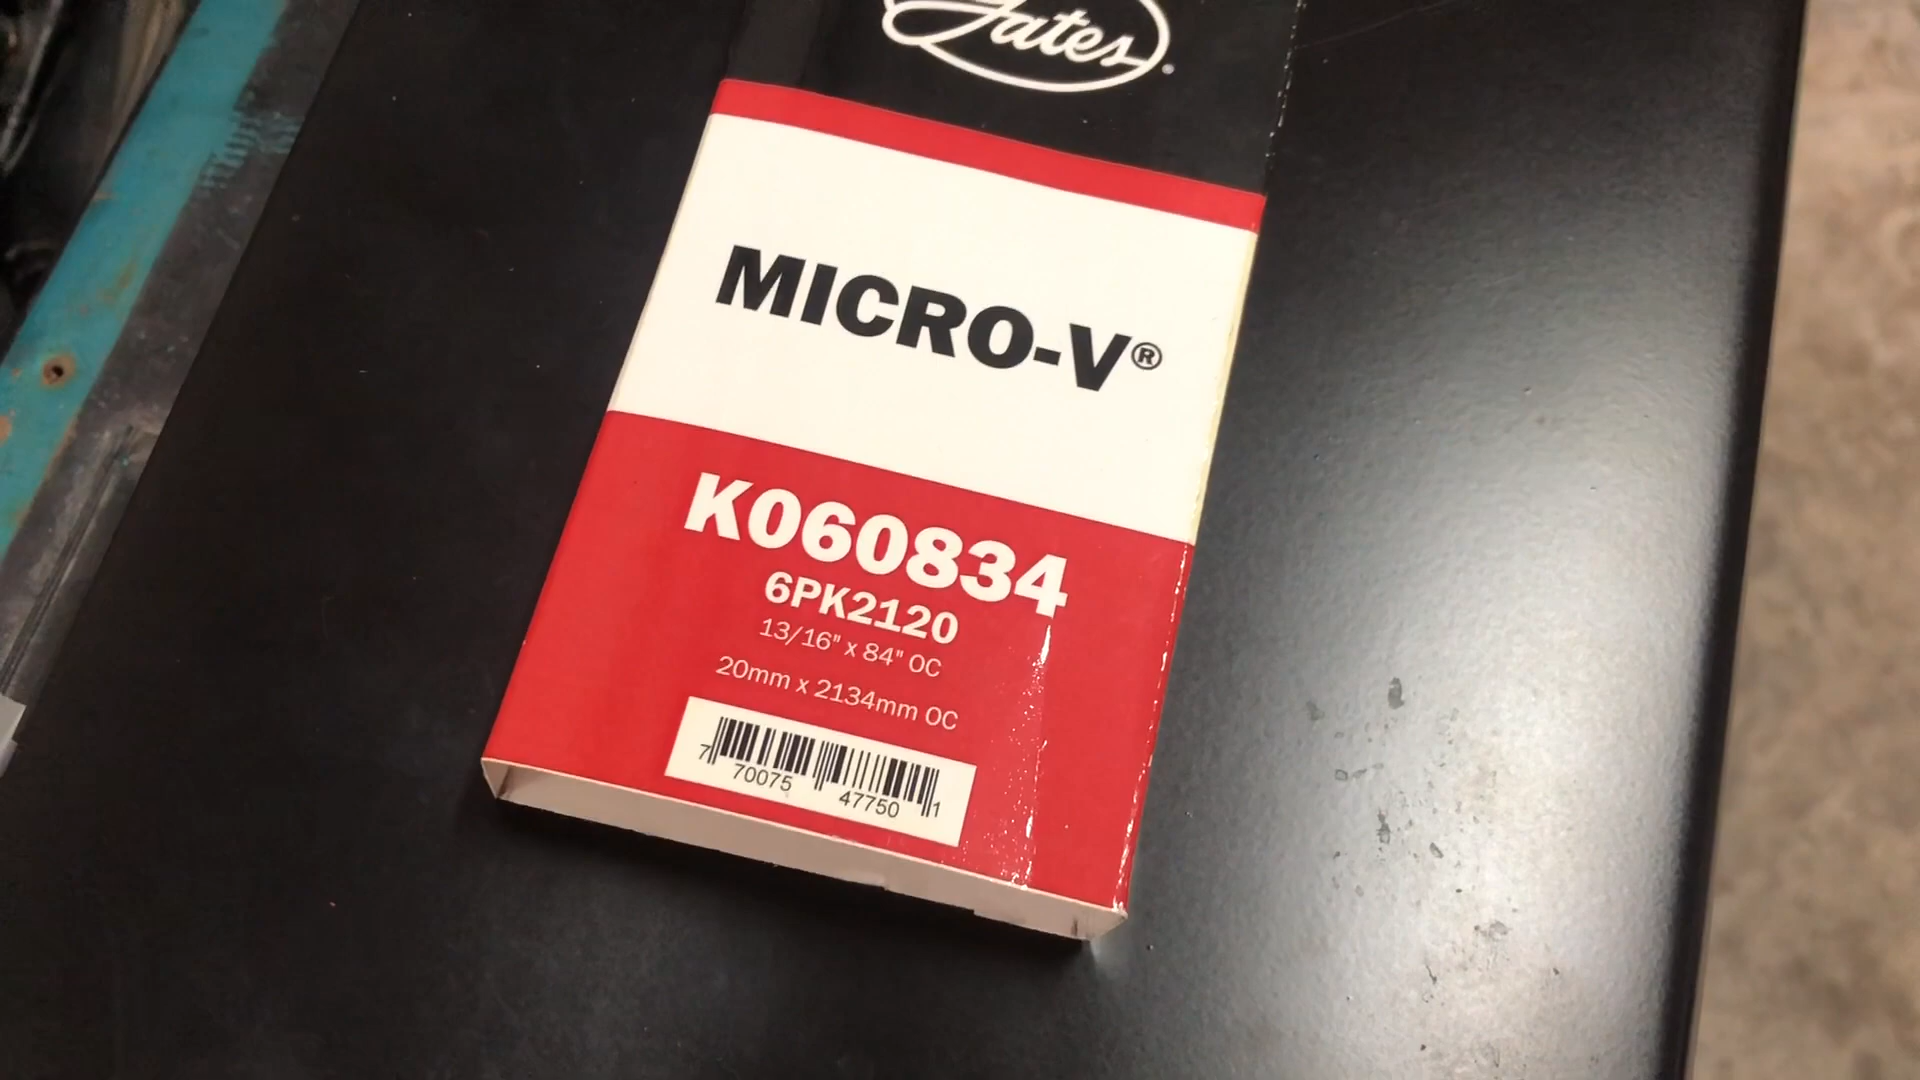 Gates®
MICRO-V®
K060834
6PK2120
13/16" x 84" OC
20mm x 2134mm OC
7 70075 47750 1